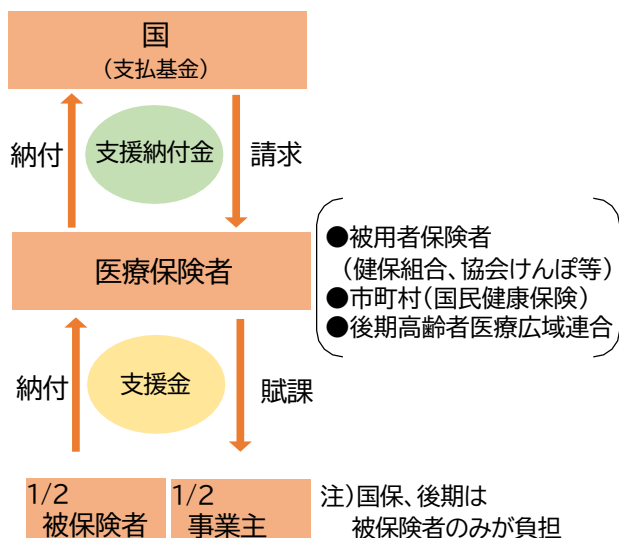 国
（支払基金）
納付
支援納付金
請求
医療保険者
●被用者保険者
（健保組合、協会けんぽ等）
●市町村（国民健康保険）
●後期高齢者医療広域連合
納付
支援金
賦課
1/2
被保険者
1/2
事業主
注）国保、後期は
被保険者のみが負担